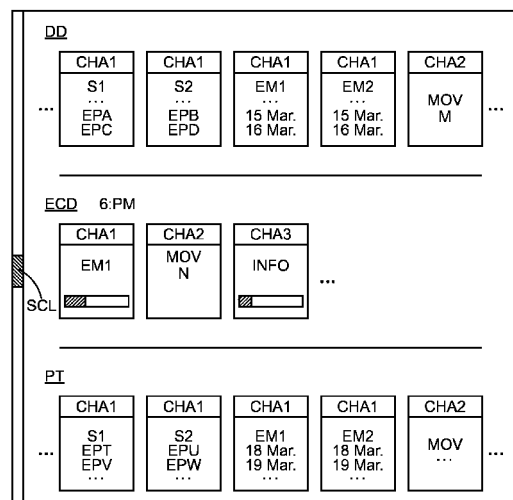 DD
CHA1 CHA1 CHA1 CHA1 CHA2
S1 S2 EM1 EM2
... ... ... ... MOV
... EPA EPB 15 Mar. 15 Mar. M ...
EPC EPD 16 Mar. 16 Mar.
ECD 6:PM
CHA1 CHA2 CHA3
EM1 MOV INFO
N
...
SCL
PT
CHA1 CHA1 CHA1 CHA1 CHA2
S1 S2 EM1 EM2 MOV
... EPT EPU 18 Mar. 18 Mar. ... ...
EPV EPW 19 Mar. 19 Mar.
... ... ... ...